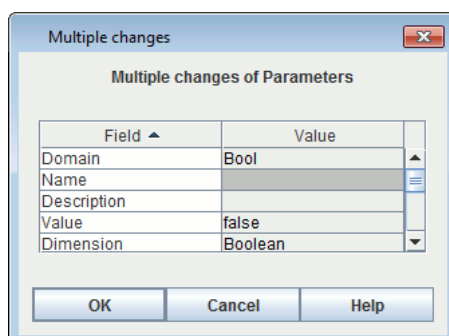 Multiple changes
Multiple changes of Parameters
Field Value
Domain Bool
Name
Description
Value false
Dimension Boolean
OK Cancel Help